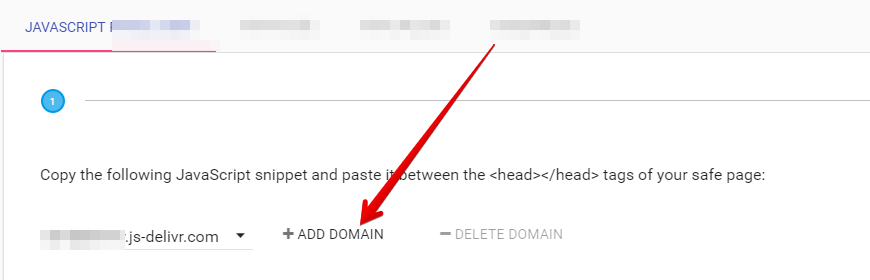 JAVASCRIPT
1
Copy the following JavaScript snippet and paste it between the <head></head> tags of your safe page:
.js-delivr.com ADD DOMAIN DELETE DOMAIN